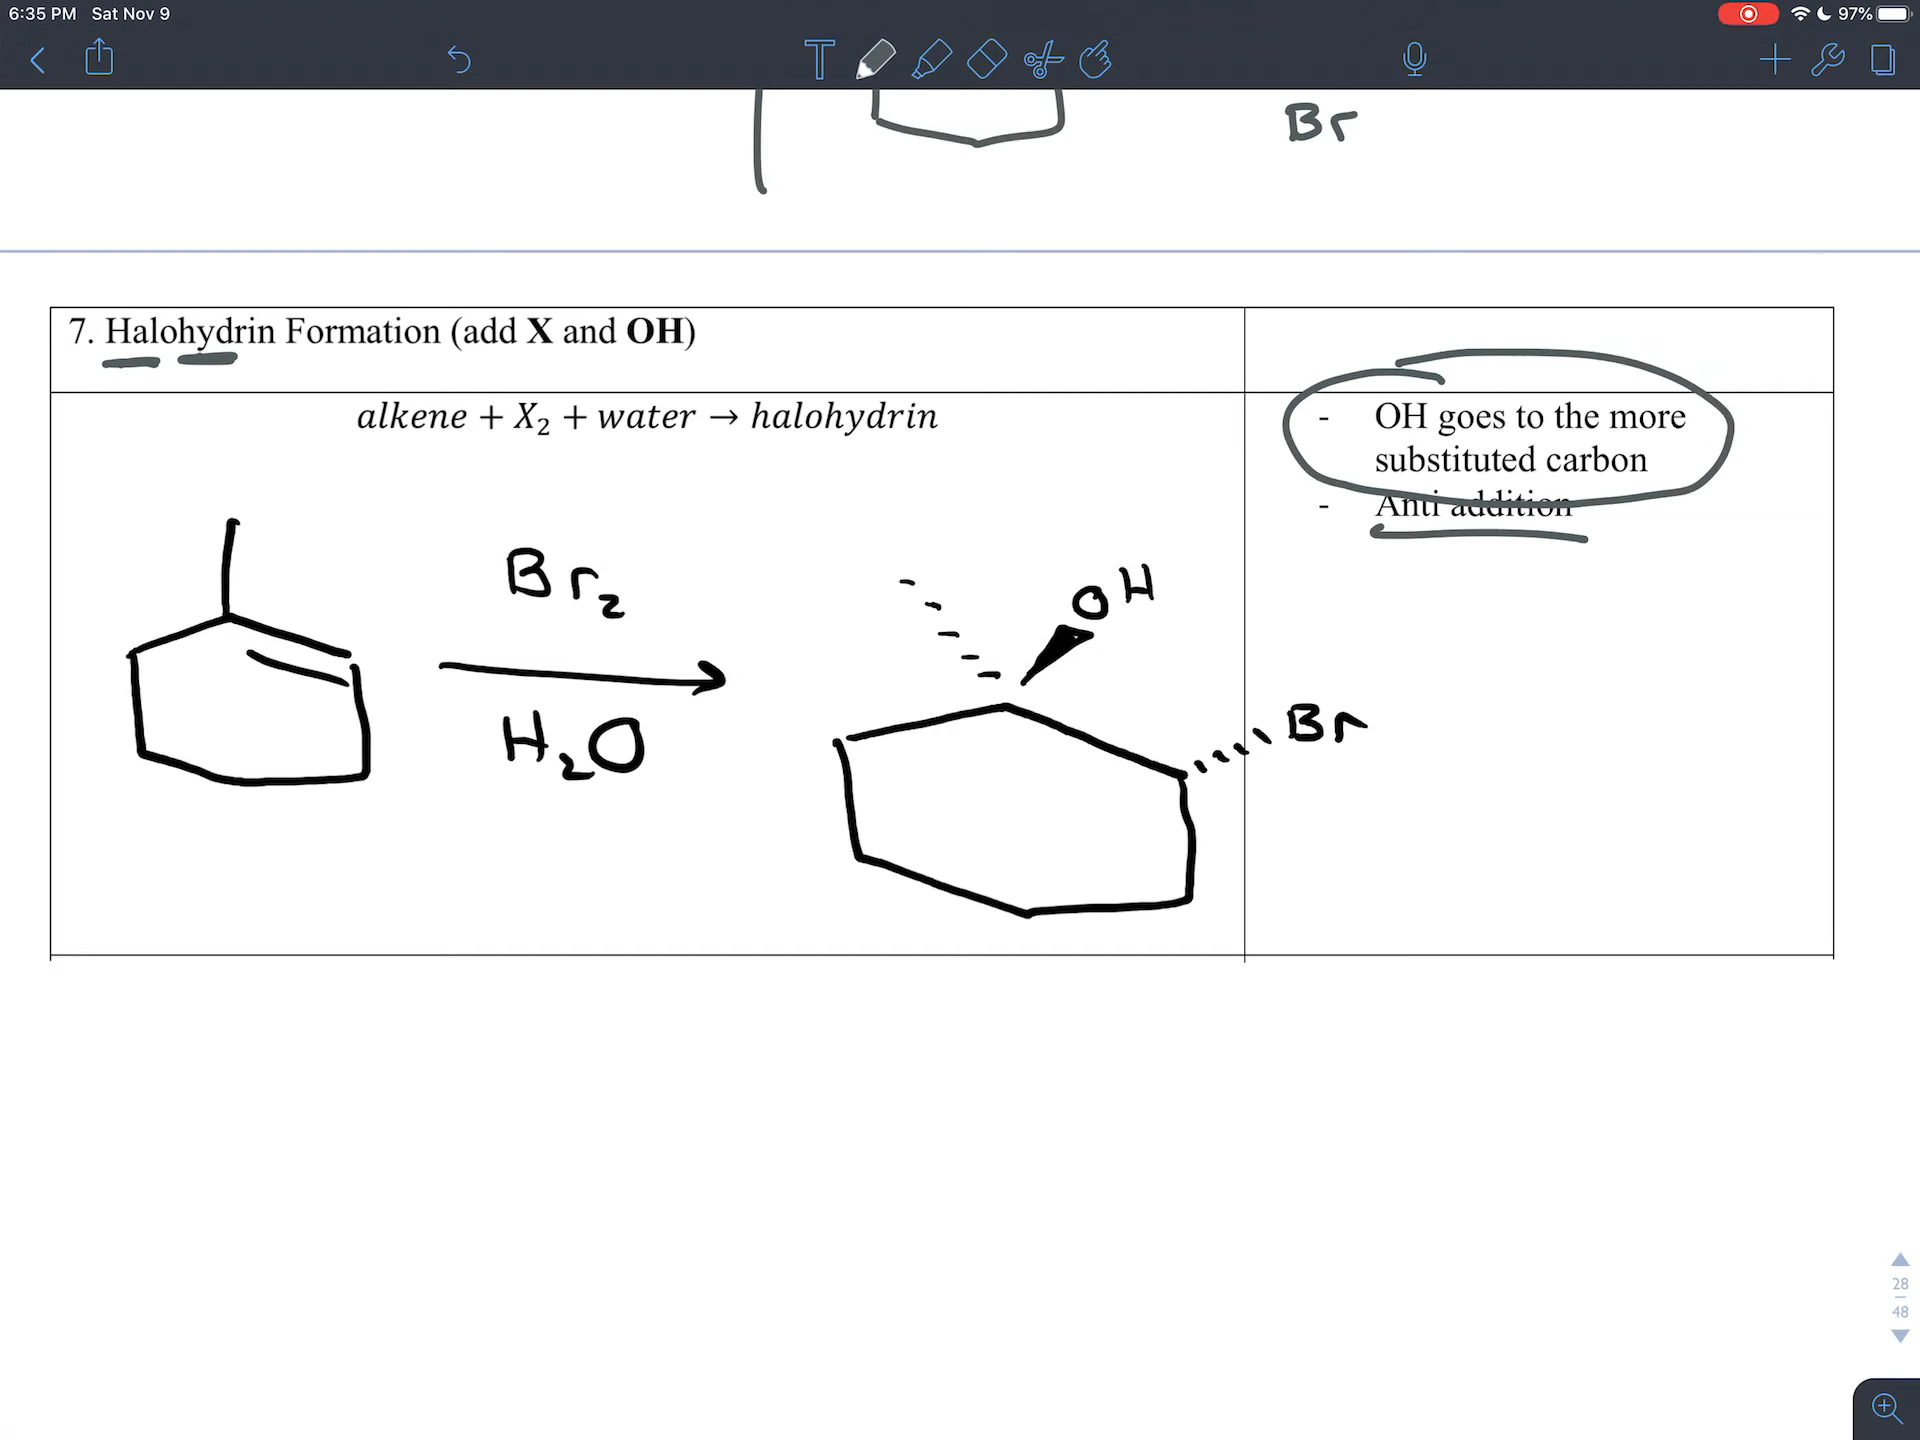 6:35 PM Sat Nov 9 97%
Br
7. Halohydrin Formation (add X and OH)
alkene + X₂ + water → halohydrin
- OH goes to the more
substituted carbon
- Anti addition
Br₂
H₂O
OH
Br
28
48